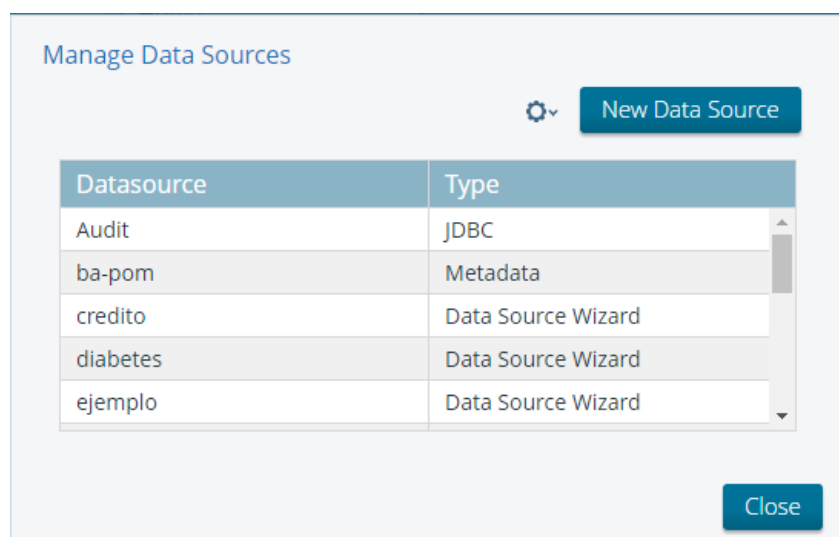 Manage Data Sources
New Data Source
Datasource Type
Audit JDBC
ba-pom Metadata
credito Data Source Wizard
diabetes Data Source Wizard
ejemplo Data Source Wizard
Close